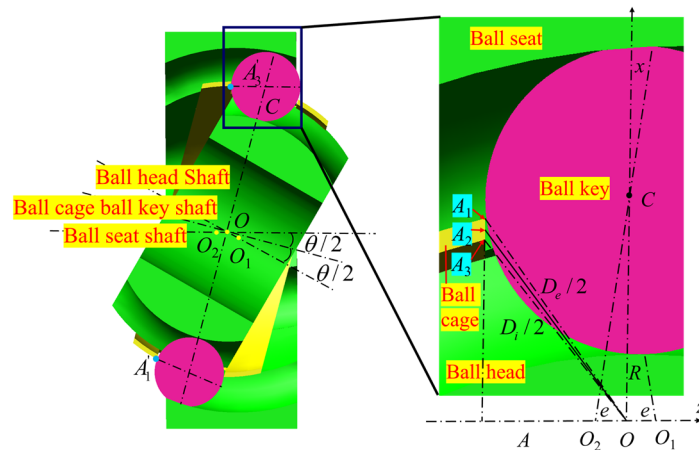 A₃
C
Ball head Shaft
Ball cage ball key shaft
Ball seat shaft
O
O₂
O₁
θ/2
θ/2
A₁'
Ball seat
x
Ball key
C
A₁
A₂
A₃
Ball
cage
Dₑ/2
Dᵢ/2
Ball head
R
e
e
A
O₂
O
O₁